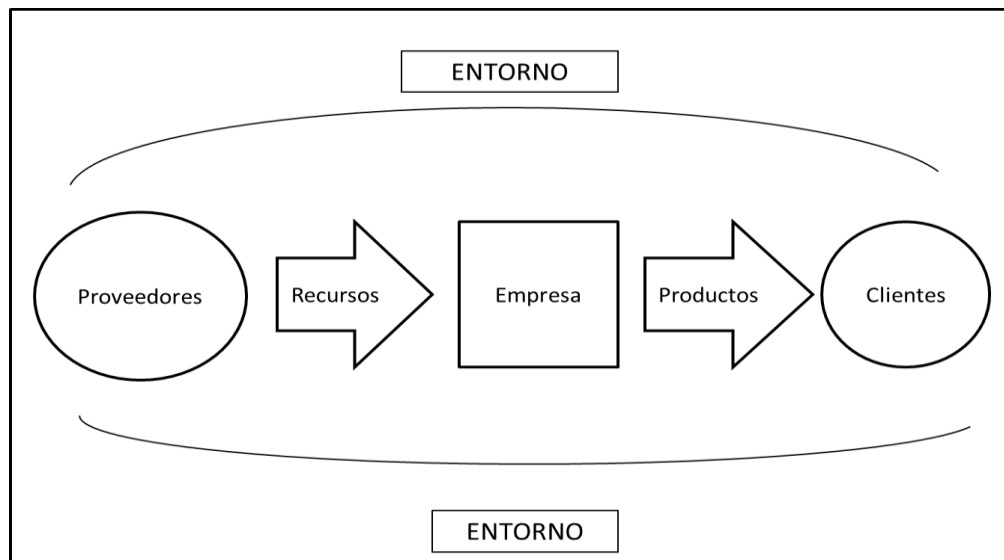 ENTORNO
Proveedores
Recursos
Empresa
Productos
Clientes
ENTORNO